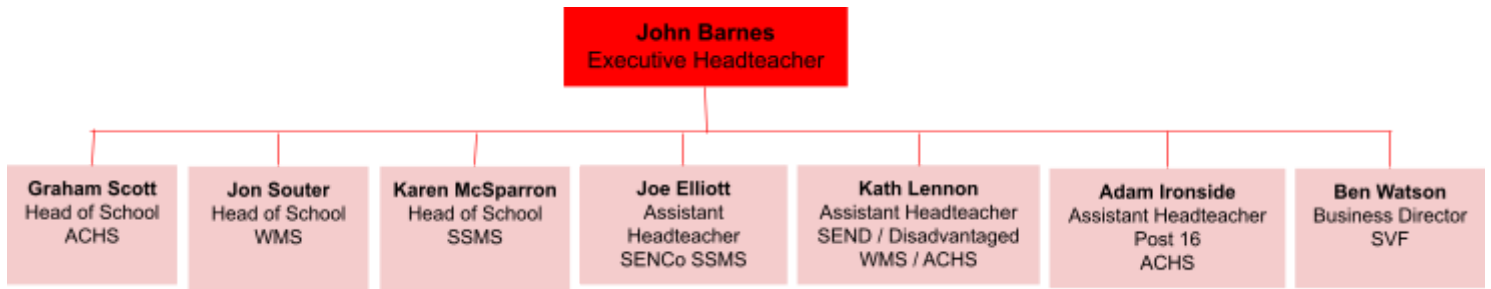 John Barnes
Executive Headteacher
Graham Scott
Head of School
ACHS
Jon Souter
Head of School
WMS
Karen McSparron
Head of School
SSMS
Joe Elliott
Assistant
Headteacher
SENCo SSMS
Kath Lennon
Assistant Headteacher
SEND / Disadvantaged
WMS / ACHS
Adam Ironside
Assistant Headteacher
Post 16
ACHS
Ben Watson
Business Director
SVF